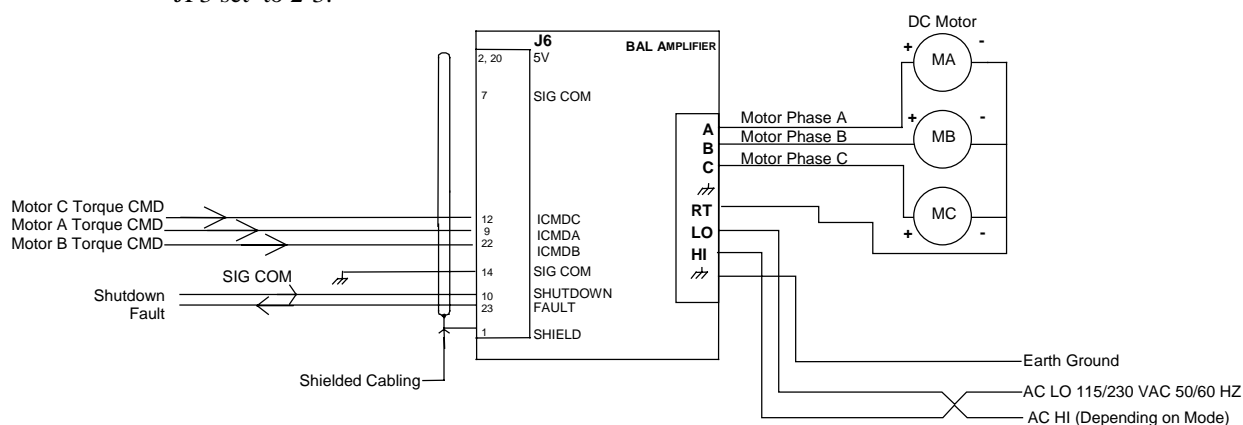 JP3 set to 2-3.
DC Motor
J6
BAL AMPLIFIER
2, 20
5V
+
-
MA
7
SIG COM
Motor Phase A
A
+
-
MB
Motor Phase B
B
Motor Phase C
C
Motor C Torque CMD
12
ICMDC
RT
MC
Motor A Torque CMD
9
ICMDA
LO
+
-
Motor B Torque CMD
22
ICMDB
HI
SIG COM
14
SIG COM
Shutdown
10
SHUTDOWN
Fault
23
FAULT
1
SHIELD
Earth Ground
Shielded Cabling
AC LO 115/230 VAC 50/60 HZ
AC HI (Depending on Mode)